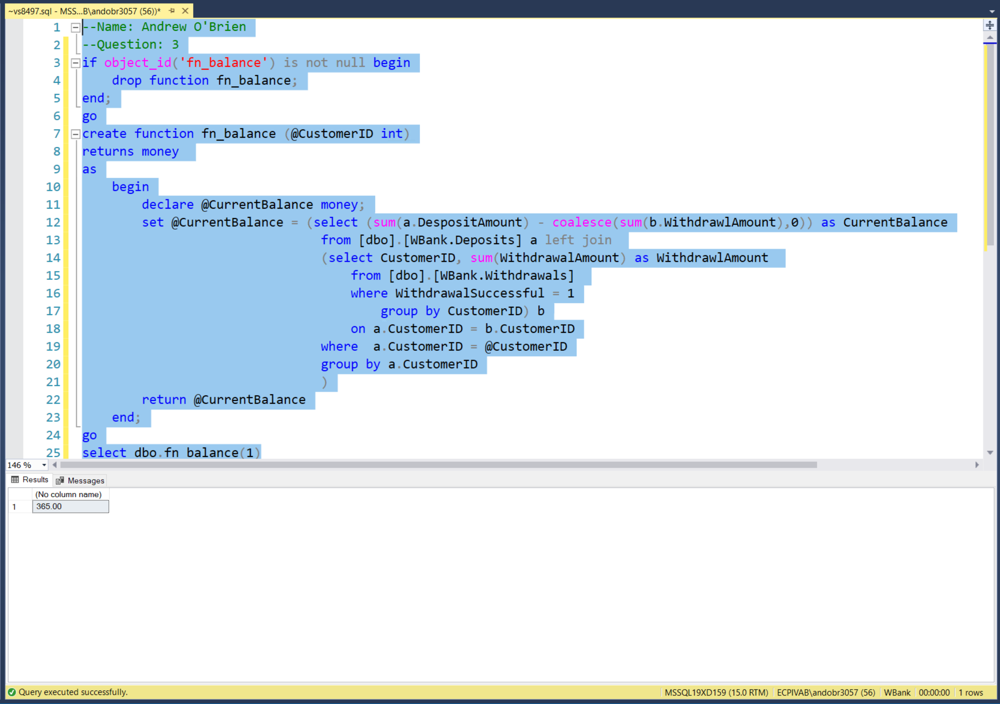 ~vs8497.sql - MSS...B\andobr3057 (56))*
1 --Name: Andrew O'Brien
2 --Question: 3
3 if object_id('fn_balance') is not null begin
4 drop function fn_balance;
5 end;
6 go
7 create function fn_balance (@CustomerID int)
8 returns money
9 as
10 begin
11 declare @CurrentBalance money;
12 set @CurrentBalance = (select (sum(a.DespositAmount) - coalesce(sum(b.WithdrawlAmount),0)) as CurrentBalance
13 from [dbo].[WBank.Deposits] a left join
14 (select CustomerID, sum(WithdrawalAmount) as WithdrawlAmount
15 from [dbo].[WBank.Withdrawals]
16 where WithdrawalSuccessful = 1
17 group by CustomerID) b
18 on a.CustomerID = b.CustomerID
19 where  a.CustomerID = @CustomerID
20 group by a.CustomerID
21 )
22 return @CurrentBalance
23 end;
24 go
25 select dbo.fn_balance(1)
146 %
Results Messages
(No column name)
1 365.00
Query executed successfully. MSSQL19XD159 (15.0 RTM) ECPIVAB\andobr3057 (56) WBank 00:00:00 1 rows